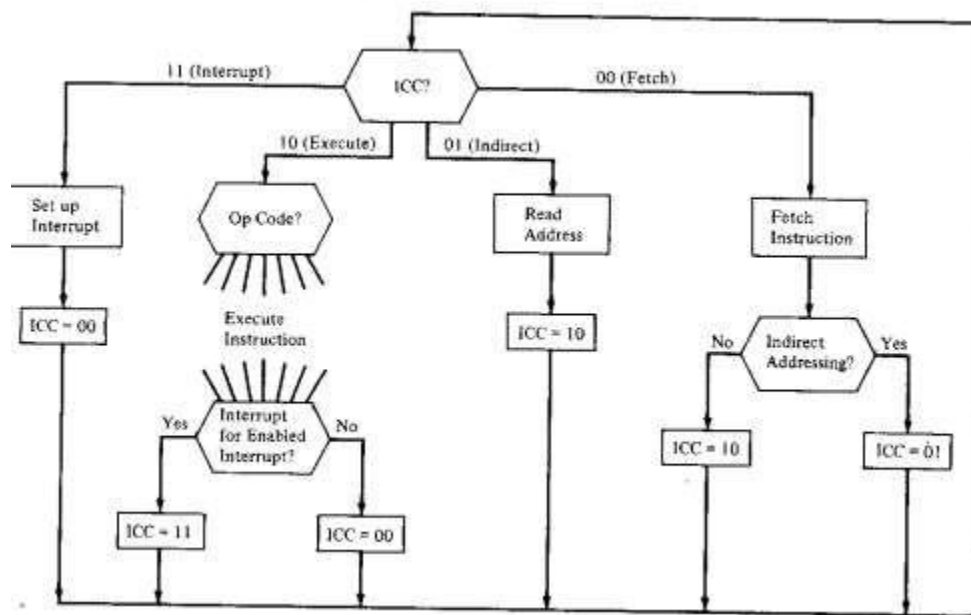 ICC?
11 (Interrupt)
00 (Fetch)
10 (Execute)
01 (Indirect)
Set up
Interrupt
Op Code?
Read
Address
Fetch
Instruction
ICC = 00
Execute
Instruction
ICC = 10
No
Indirect
Addressing?
Yes
Yes
Interrupt
for Enabled
Interrupt?
No
ICC = 10
ICC = 01
ICC = 11
ICC = 00